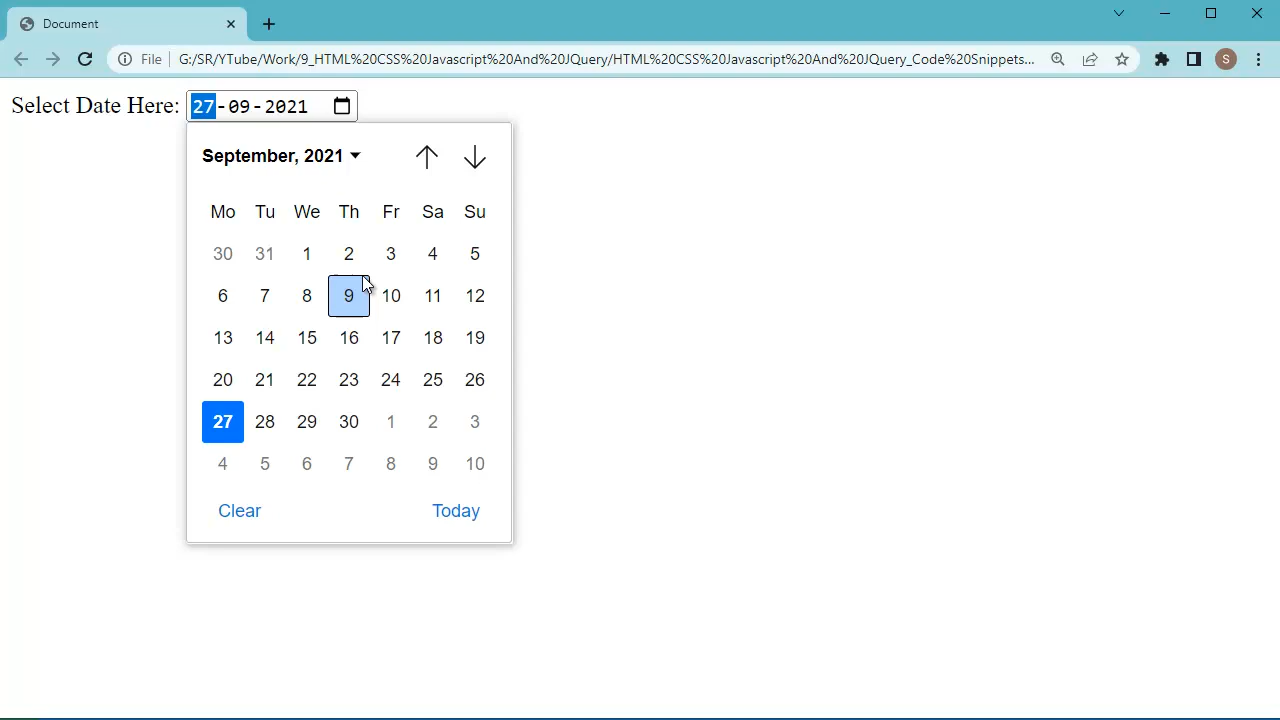 Document
File
G:/SR/YTube/Work/9_HTML%20CSS%20Javascript%20And%20JQuery/HTML%20CSS%20Javascript%20And%20JQuery_Code%20Snippets...
S
Select Date Here: 27-09-2021
September, 2021
Mo Tu We Th Fr Sa Su
30 31 1 2 3 4 5
6 7 8 9 10 11 12
13 14 15 16 17 18 19
20 21 22 23 24 25 26
27 28 29 30 1 2 3
4 5 6 7 8 9 10
Clear Today